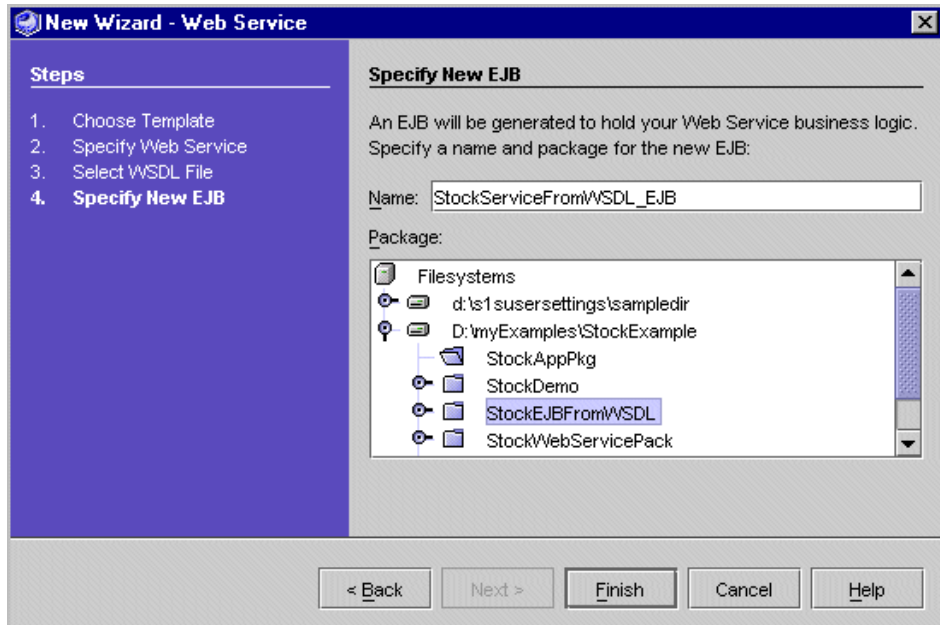 New Wizard - Web Service
Steps
1. Choose Template
2. Specify Web Service
3. Select WSDL File
4. Specify New EJB
Specify New EJB
An EJB will be generated to hold your Web Service business logic.
Specify a name and package for the new EJB:
Name: StockServiceFromWSDL_EJB
Package:
Filesystems
d:\s1susersettings\sampledir
D:\myExamples\StockExample
StockAppPkg
StockDemo
StockEJBFromWSDL
StockWebServicePack
< Back Next > Finish Cancel Help